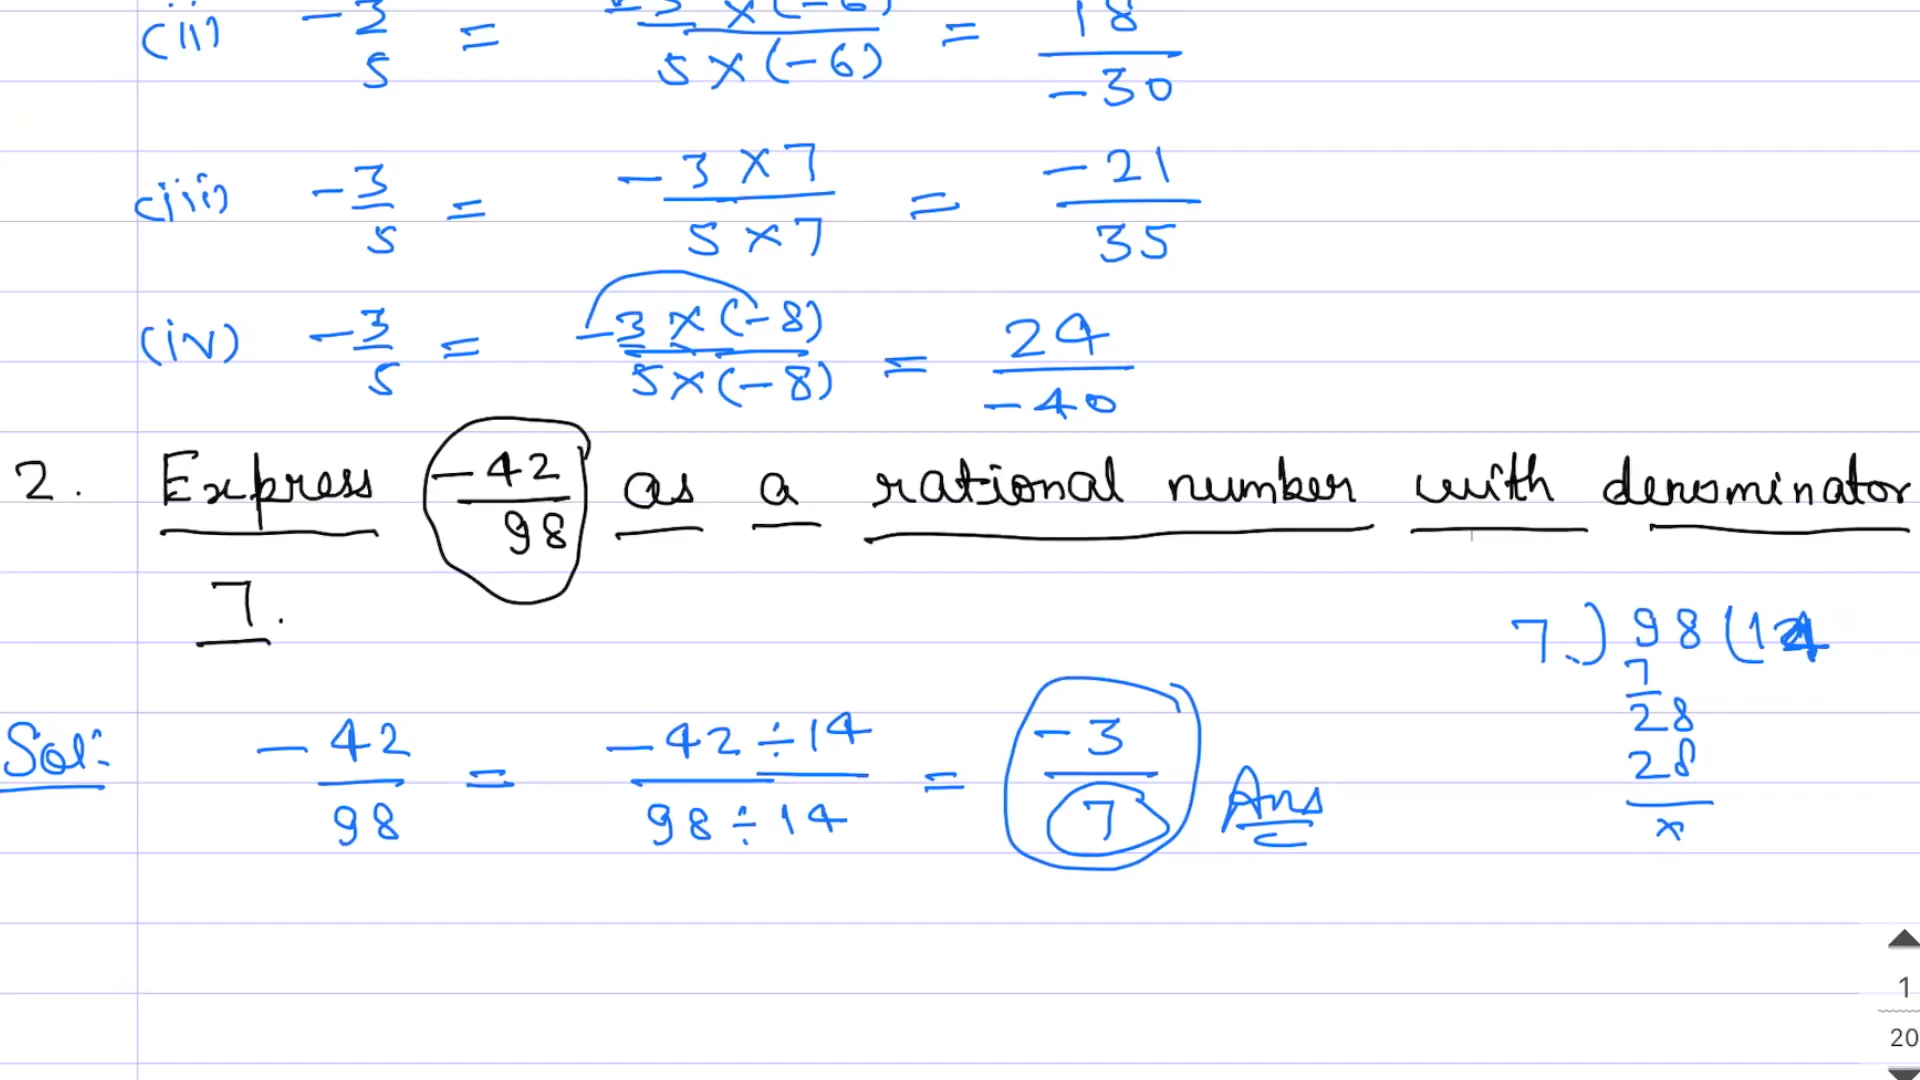 (ii) -3/5 = -3 × (-6) / 5 × (-6) = 18/-30
(iii) -3/5 = -3 × 7 / 5 × 7 = -21/35
(iv) -3/5 = -3 × (-8) / 5 × (-8) = 24/-40
2. Express -42/98 as a rational number with denominator
7.
7) 98 (14
7
28
28
×
Sol: -42/98 = -42 ÷ 14 / 98 ÷ 14 = -3/7 Ans
1
20